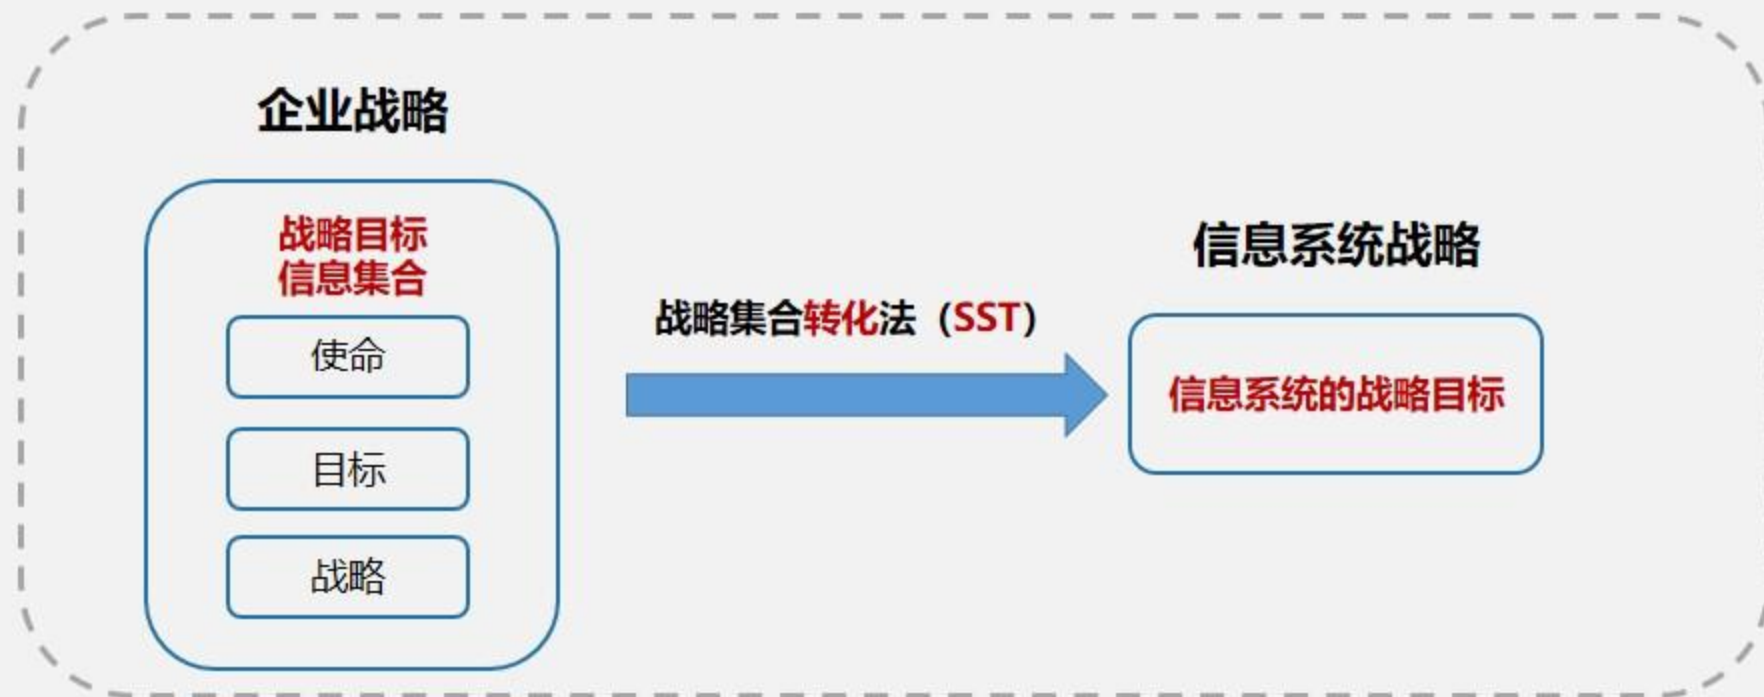 企业战略
战略目标
信息集合
使命
目标
战略
战略集合转化法（SST）
信息系统战略
信息系统的战略目标